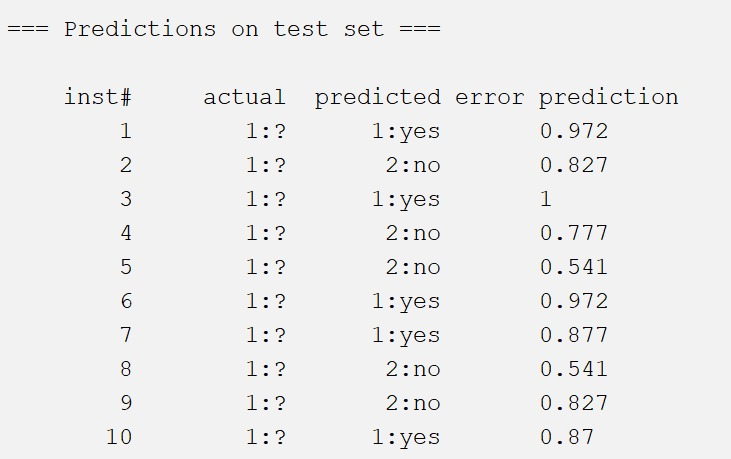 === Predictions on test set ===
inst# actual predicted error prediction
1 1:? 1:yes 0.972
2 1:? 2:no 0.827
3 1:? 1:yes 1
4 1:? 2:no 0.777
5 1:? 2:no 0.541
6 1:? 1:yes 0.972
7 1:? 1:yes 0.877
8 1:? 2:no 0.541
9 1:? 2:no 0.827
10 1:? 1:yes 0.87